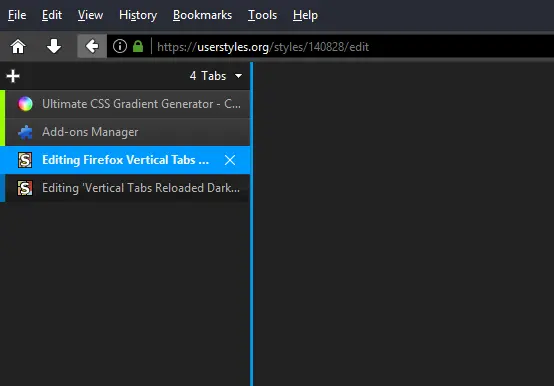 File Edit View History Bookmarks Tools Help
https://userstyles.org/styles/140828/edit
4 Tabs
Ultimate CSS Gradient Generator - C...
Add-ons Manager
Editing Firefox Vertical Tabs ...
Editing 'Vertical Tabs Reloaded Dark...